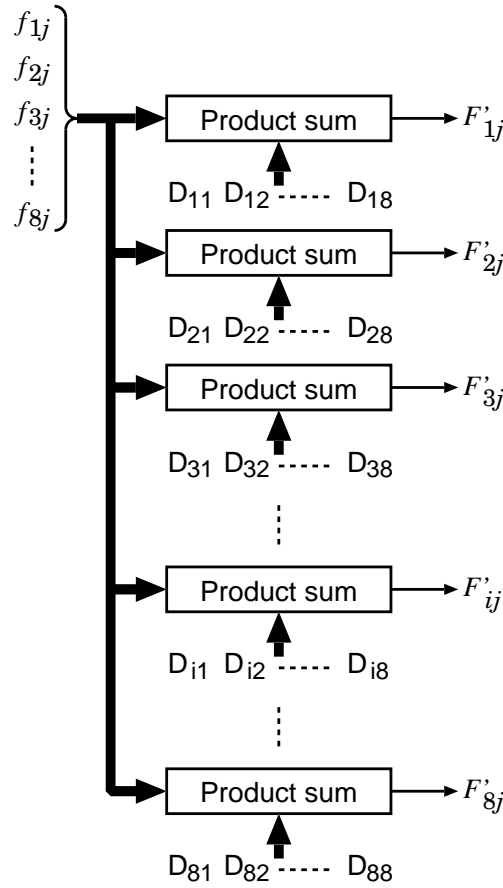 f1j
f2j
f3j
f8j
Product sum F'1j
D11 D12 D18
Product sum F'2j
D21 D22 D28
Product sum F'3j
D31 D32 D38
Product sum F'ij
Di1 Di2 Di8
Product sum F'8j
D81 D82 D88